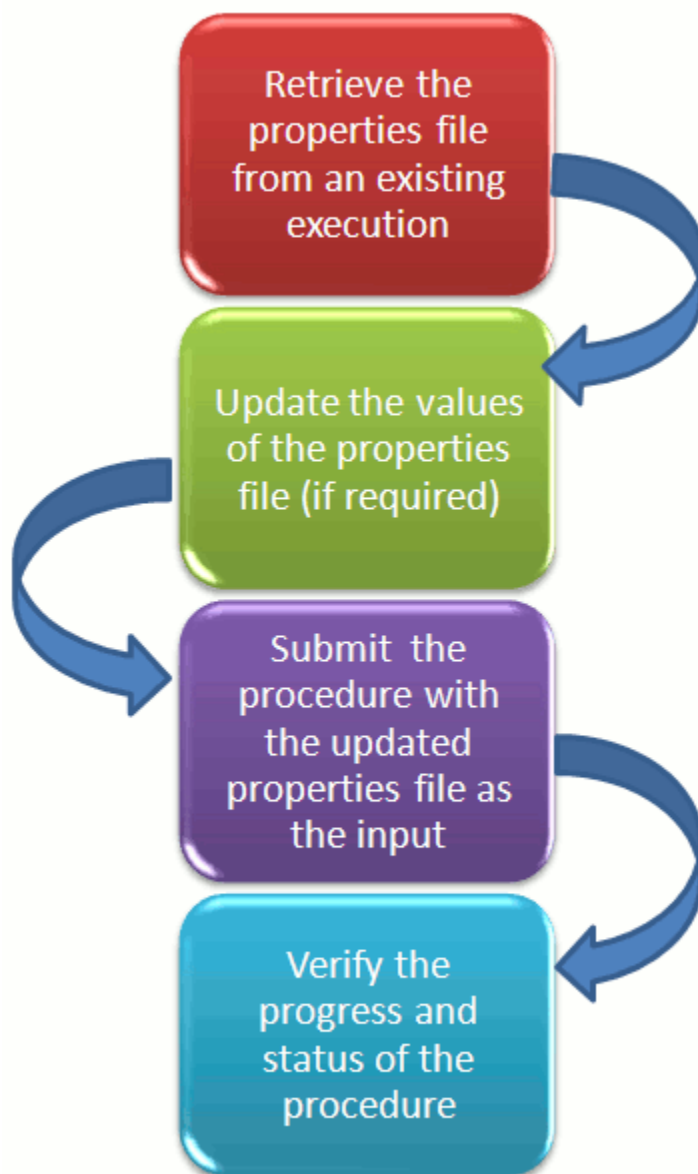 Retrieve the
properties file
from an existing
execution
Update the values
of the properties
file (if required)
Submit the
procedure with
the updated
properties file as
the input
Verify the
progress and
status of the
procedure